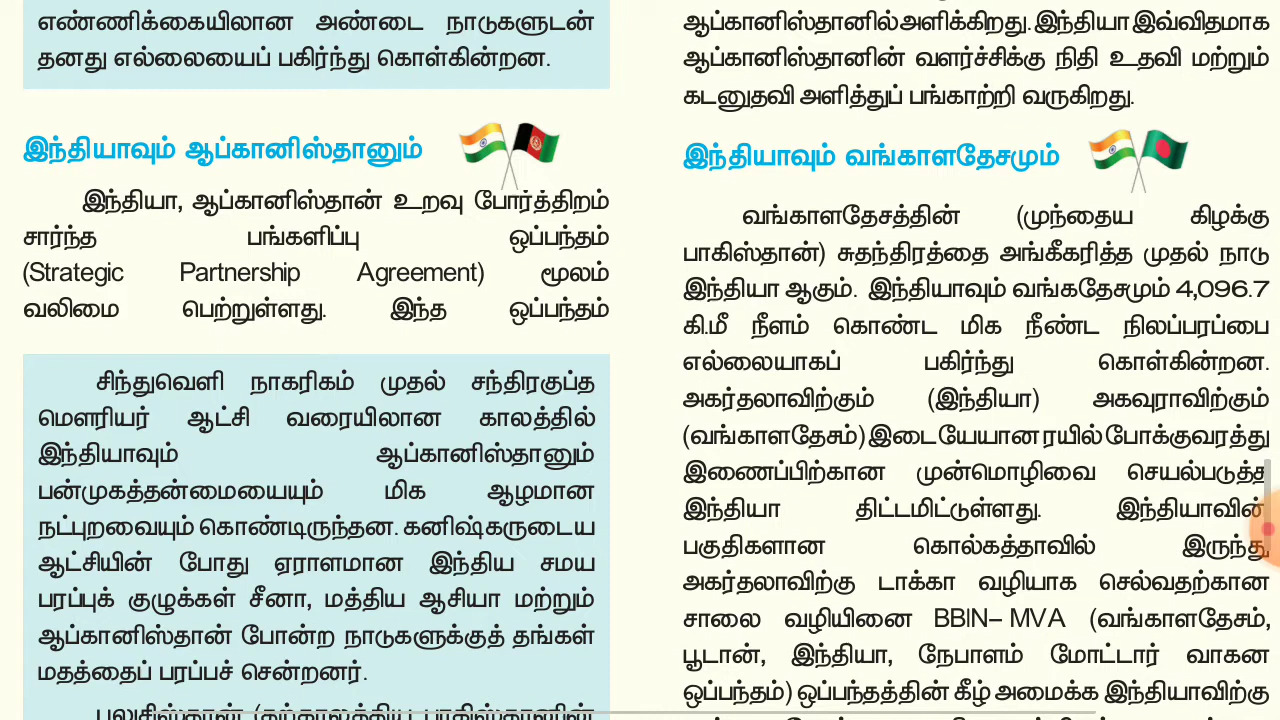 எண்ணிக்கையிலான அண்டை நாடுகளுடன்
தனது எல்லையைப் பகிர்ந்து கொள்கின்றன.
இந்தியாவும் ஆப்கானிஸ்தானும்
இந்தியா, ஆப்கானிஸ்தான் உறவு போர்த்திறம்
சார்ந்த பங்களிப்பு ஒப்பந்தம்
(Strategic Partnership Agreement) மூலம்
வலிமை பெற்றுள்ளது. இந்த ஒப்பந்தம்
சிந்துவெளி நாகரிகம் முதல் சந்திரகுப்த
மௌரியர் ஆட்சி வரையிலான காலத்தில்
இந்தியாவும் ஆப்கானிஸ்தானும்
பன்முகத்தன்மையையும் மிக ஆழமான
நட்புறவையும் கொண்டிருந்தன. கனிஷ்கருடைய
ஆட்சியின் போது ஏராளமான இந்திய சமய
பரப்புக் குழுக்கள் சீனா, மத்திய ஆசியா மற்றும்
ஆப்கானிஸ்தான் போன்ற நாடுகளுக்குத் தங்கள்
மதத்தைப் பரப்பச் சென்றனர்.
ஆப்கானிஸ்தானில் அளிக்கிறது. இந்தியா இவ்விதமாக
ஆப்கானிஸ்தானின் வளர்ச்சிக்கு நிதி உதவி மற்றும்
கடனுதவி அளித்துப் பங்காற்றி வருகிறது.
இந்தியாவும் வங்காளதேசமும்
வங்காளதேசத்தின் (முந்தைய கிழக்கு
பாகிஸ்தான்) சுதந்திரத்தை அங்கீகரித்த முதல் நாடு
இந்தியா ஆகும். இந்தியாவும் வங்கதேசமும் 4,096.7
கி.மீ நீளம் கொண்ட மிக நீண்ட நிலப்பரப்பை
எல்லையாகப் பகிர்ந்து கொள்கின்றன.
அகர்தலாவிற்கும் (இந்தியா) அகவுராவிற்கும்
(வங்காளதேசம்) இடையேயான ரயில் போக்குவரத்து
இணைப்பிற்கான முன்மொழிவை செயல்படுத்த
இந்தியா திட்டமிட்டுள்ளது. இந்தியாவின்
பகுதிகளான கொல்கத்தாவில் இருந்து
அகர்தலாவிற்கு டாக்கா வழியாக செல்வதற்கான
சாலை வழியினை BBIN– MVA (வங்காளதேசம்,
பூடான், இந்தியா, நேபாளம் மோட்டார் வாகன
ஒப்பந்தம்) ஒப்பந்தத்தின் கீழ் அமைக்க இந்தியாவிற்கு